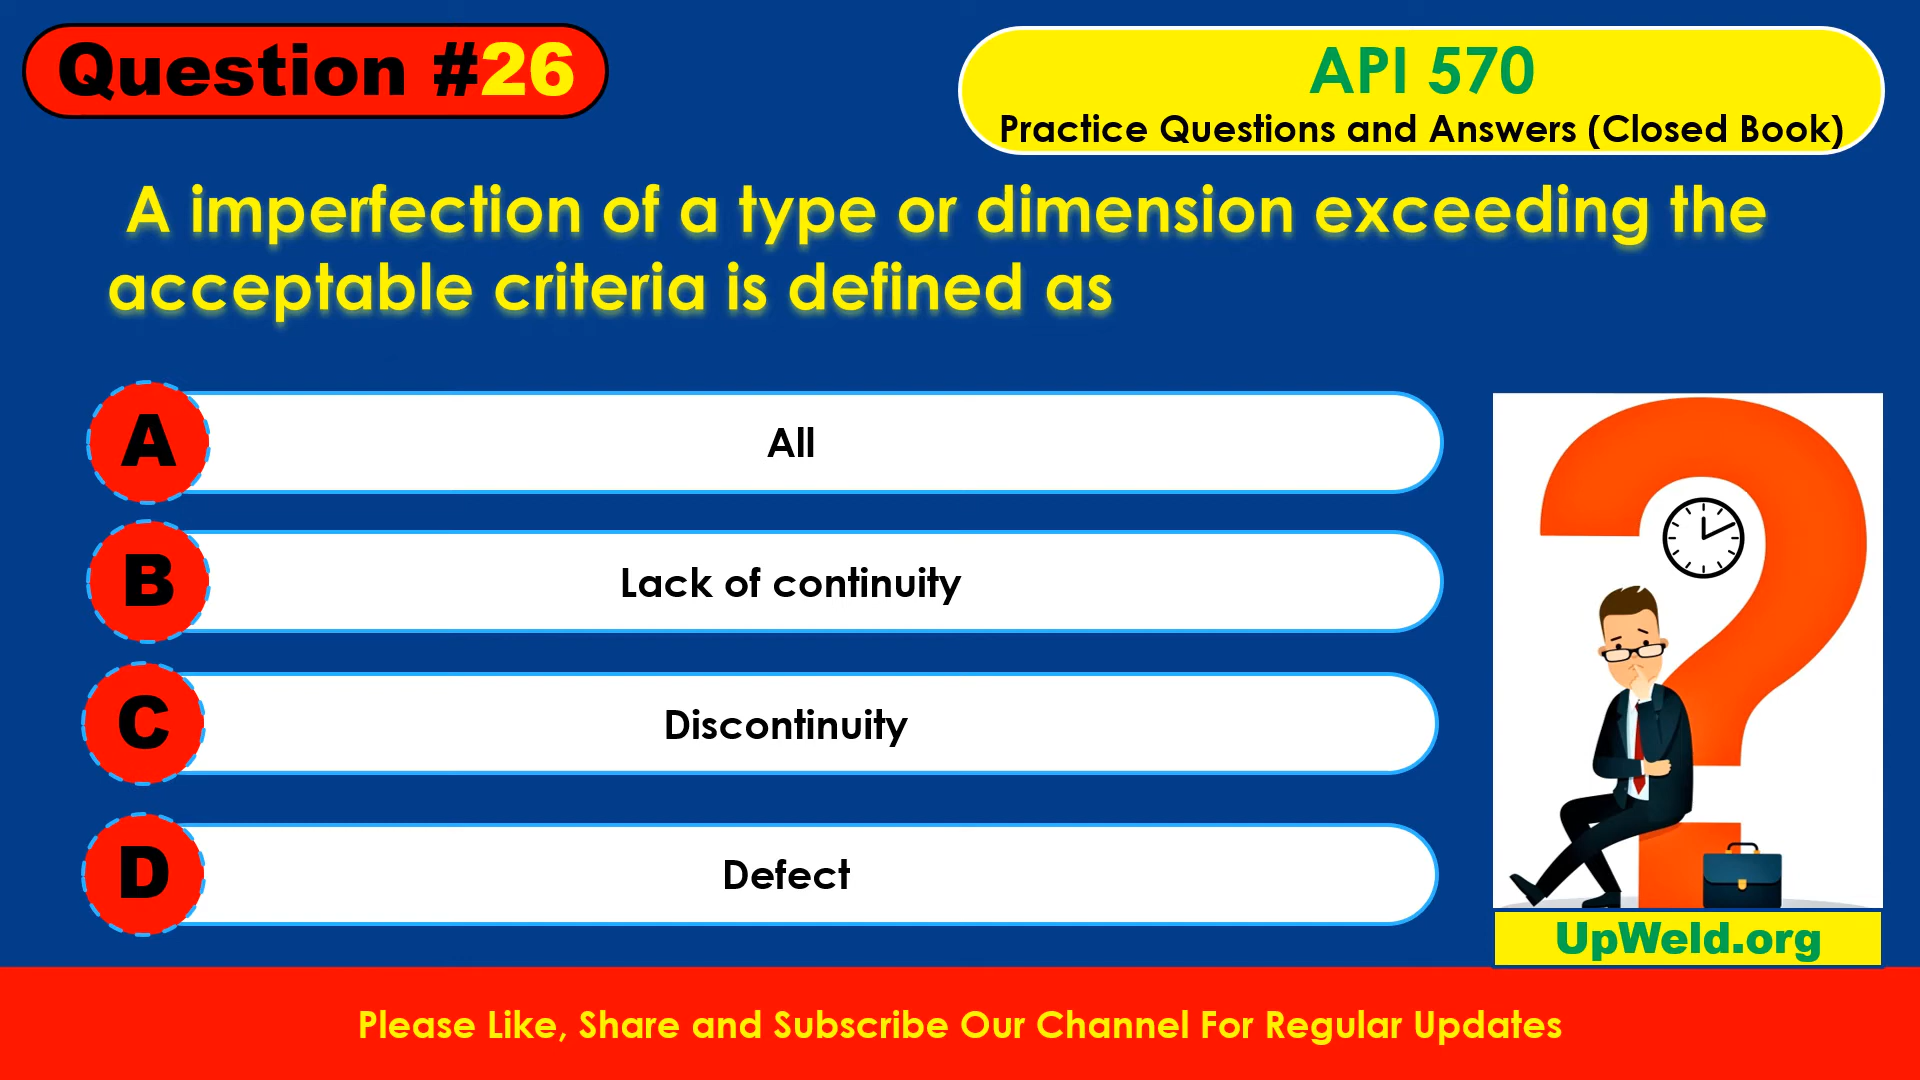 Question #26
API 570
Practice Questions and Answers (Closed Book)
A imperfection of a type or dimension exceeding the
acceptable criteria is defined as
A
All
B
Lack of continuity
C
Discontinuity
D
Defect
UpWeld.org
Please Like, Share and Subscribe Our Channel For Regular Updates